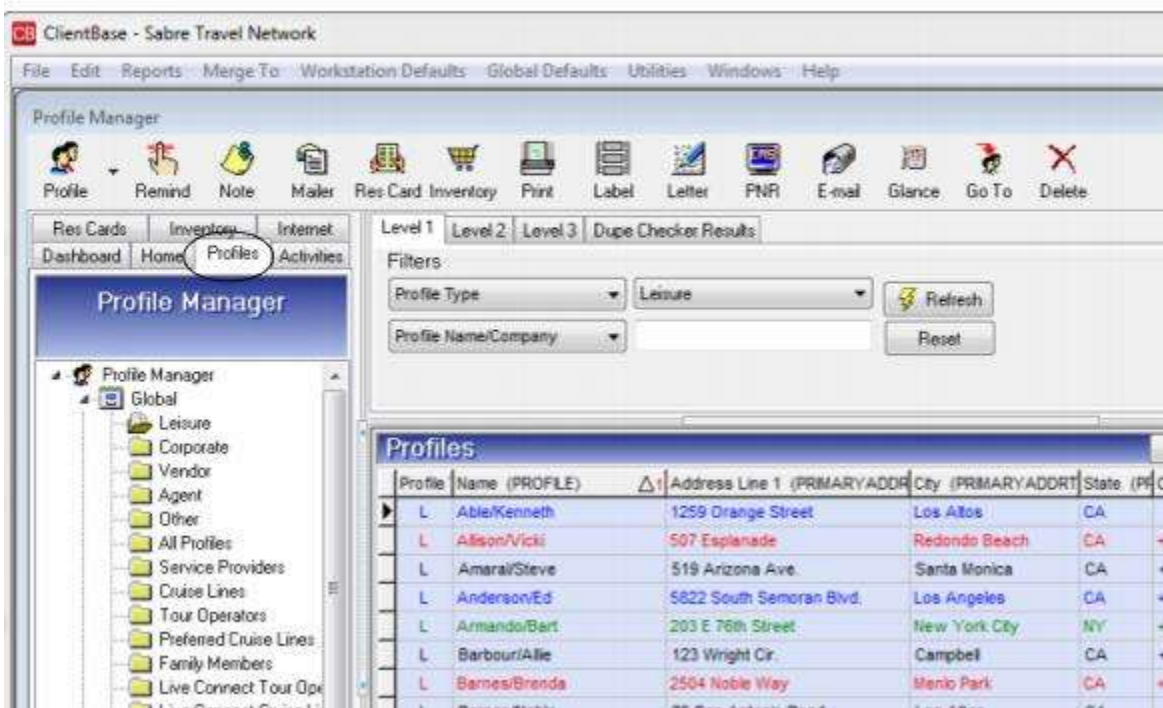 CB ClientBase - Sabre Travel Network
File Edit Reports Merge To Workstation Defaults Global Defaults Utilities Windows Help
Profile Manager
Profile Remind Note Mailer Res Card Inventory Print Label Letter PNR E-mail Glance Go To Delete
Res Cards Inventory Internet
Dashboard Home Profiles Activities
Level 1 Level 2 Level 3 Dupe Checker Results
Filters
Profile Type Leisure Refresh
Profile Name/Company Reset
Profile Manager
Profile Manager
Global
Leisure
Corporate
Vendor
Agent
Other
All Profiles
Service Providers
Cruise Lines
Tour Operators
Preferred Cruise Lines
Family Members
Live Connect Tour Ope
Profiles
Profile Name (PROFILE) Address Line 1 (PRIMARYADDR City (PRIMARYADDRT State (PR
L Able/Kenneth 1259 Orange Street Los Altos CA
L Alison/Vicki 507 Esplanade Redondo Beach CA
L Amaral/Steve 519 Arizona Ave. Santa Monica CA
L Anderson/Ed 5822 South Semoran Blvd. Los Angeles CA
L Armando/Bart 203 E 76th Street New York City NY
L Barbour/Allie 123 Wright Cir. Campbell CA
L Barnes/Brenda 2504 Noble Way Menlo Park CA